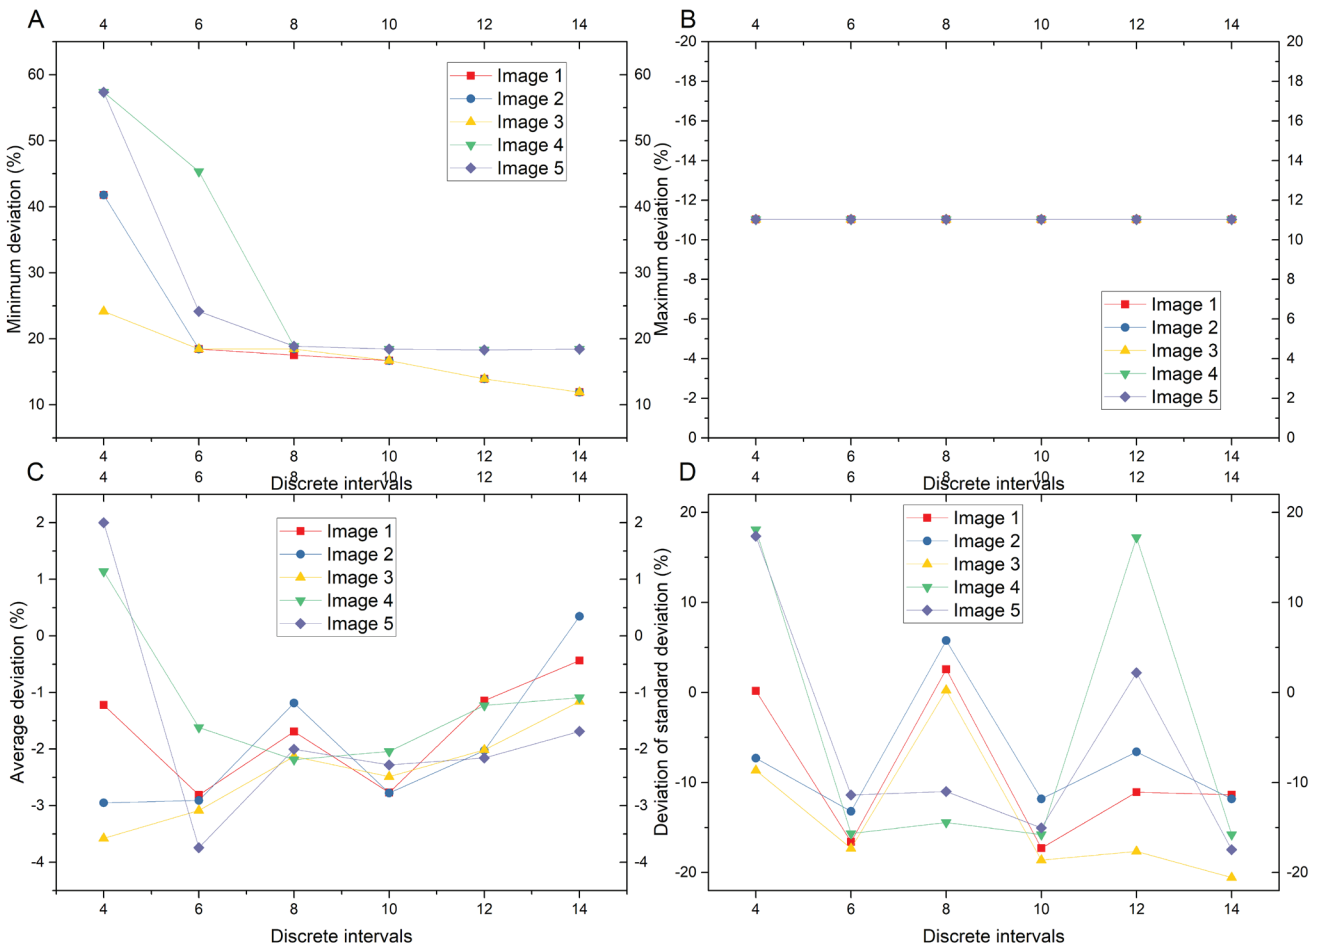 A
4 6 8 10 12 14
60 60
50 50
40 40
30 30
20 20
10 10
Minimum deviation (%)
Image 1
Image 2
Image 3
Image 4
Image 5
4 6 8 10 12 14
Discrete intervals
B
4 6 8 10 12 14
-20 20
-18 18
-16 16
-14 14
-12 12
-10 10
-8 8
-6 6
-4 4
-2 2
0 0
Maximum deviation (%)
Image 1
Image 2
Image 3
Image 4
Image 5
4 6 8 10 12 14
Discrete intervals
C
4 6 8 10 12 14
2 2
1 1
0 0
-1 -1
-2 -2
-3 -3
-4 -4
Average deviation (%)
Image 1
Image 2
Image 3
Image 4
Image 5
4 6 8 10 12 14
Discrete intervals
D
4 6 8 10 12 14
20 20
10 10
0 0
-10 -10
-20 -20
Deviation of standard deviation (%)
Image 1
Image 2
Image 3
Image 4
Image 5
4 6 8 10 12 14
Discrete intervals